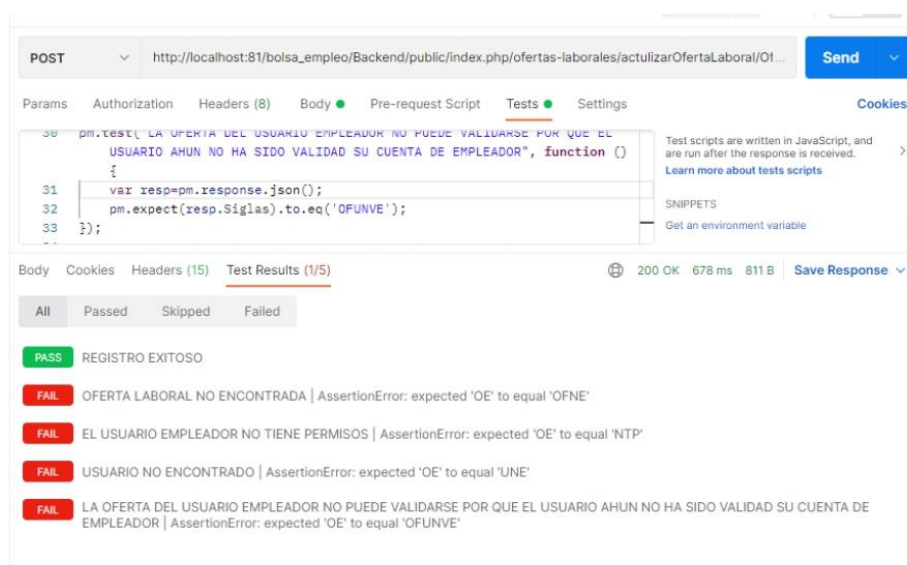 POST
http://localhost:81/bolsa_empleo/Backend/public/index.php/ofertas-laborales/actulizarOfertaLaboral/Of...
Send
Params Authorization Headers (8) Body Pre-request Script Tests Settings Cookies
30 pm.test( LA OFERTA DEL USUARIO EMPLEADOR NO PUEDE VALIDARSE POR QUE EL
USUARIO AHUN NO HA SIDO VALIDAD SU CUENTA DE EMPLEADOR", function ()
{
31 var resp=pm.response.json();
32 pm.expect(resp.Siglas).to.eq('OFUNVE');
33 });
Test scripts are written in JavaScript, and
are run after the response is received.
Learn more about tests scripts
SNIPPETS
Get an environment variable
Body Cookies Headers (15) Test Results (1/5) 200 OK 678 ms 811 B Save Response
All Passed Skipped Failed
PASS REGISTRO EXITOSO
FAIL OFERTA LABORAL NO ENCONTRADA | AssertionError: expected 'OE' to equal 'OFNE'
FAIL EL USUARIO EMPLEADOR NO TIENE PERMISOS | AssertionError: expected 'OE' to equal 'NTP'
FAIL USUARIO NO ENCONTRADO | AssertionError: expected 'OE' to equal 'UNE'
FAIL LA OFERTA DEL USUARIO EMPLEADOR NO PUEDE VALIDARSE POR QUE EL USUARIO AHUN NO HA SIDO VALIDAD SU CUENTA DE
EMPLEADOR | AssertionError: expected 'OE' to equal 'OFUNVE'